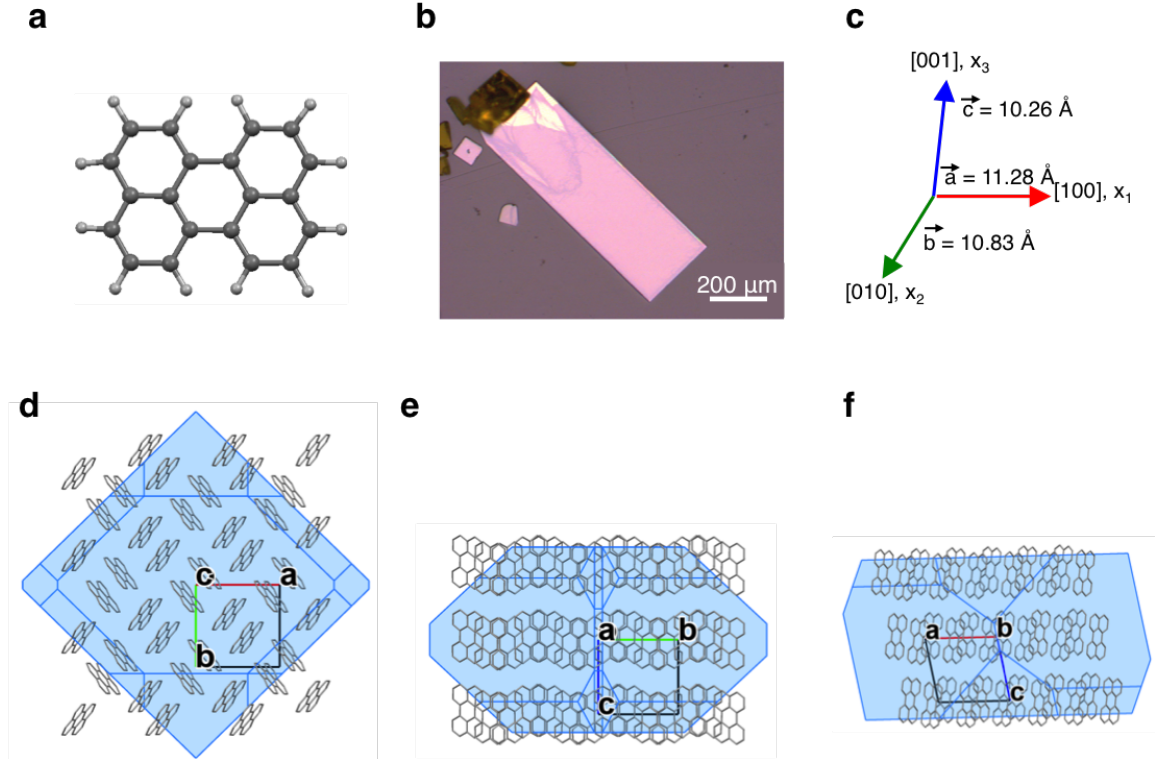 a
b
c
200 µm
[001], x3
c = 10.26 Å
a = 11.28 Å
[100], x1
b = 10.83 Å
[010], x2
d
e
f
c a
b
a b
c
a b
c